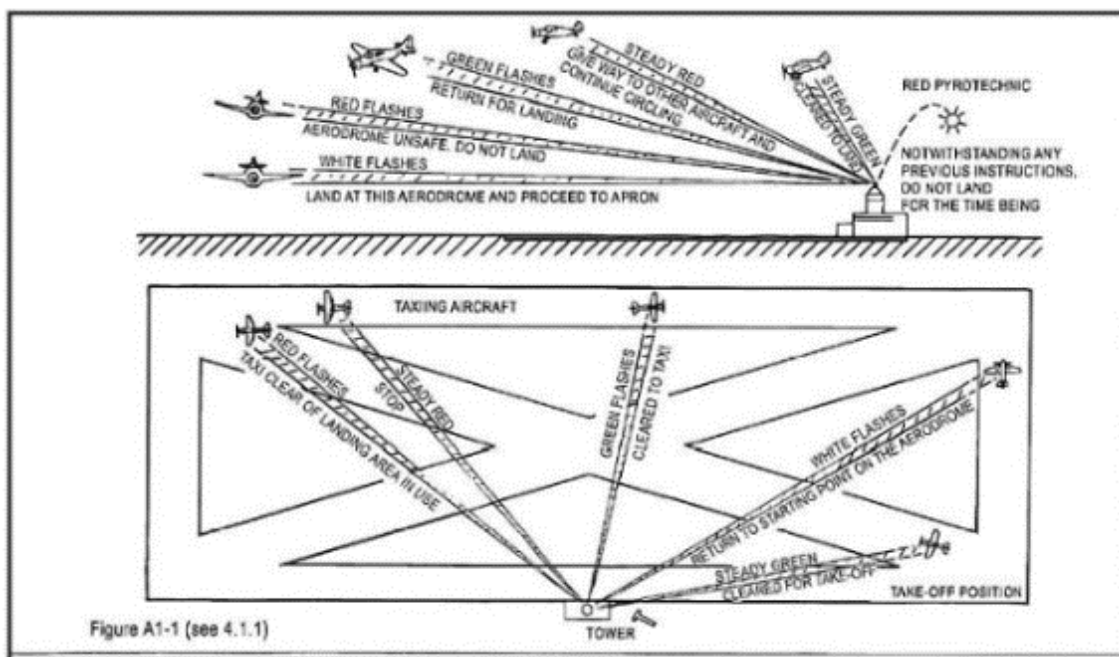 STEADY RED
GIVE WAY TO OTHER AIRCRAFT AND
CONTINUE CIRCLING
GREEN FLASHES
RETURN FOR LANDING
STEADY GREEN
CLEARED TO LAND
RED PYROTECHNIC
RED FLASHES
AERODROME UNSAFE. DO NOT LAND
NOTWITHSTANDING ANY
PREVIOUS INSTRUCTIONS,
DO NOT LAND
FOR THE TIME BEING
WHITE FLASHES
LAND AT THIS AERODROME AND PROCEED TO APRON
TAXIING AIRCRAFT
RED FLASHES
TAXI CLEAR OF LANDING AREA IN USE
STEADY RED
STOP
GREEN FLASHES
CLEARED TO TAXI
WHITE FLASHES
RETURN TO STARTING POINT ON THE AERODROME
STEADY GREEN
CLEARED FOR TAKE-OFF
TAKE-OFF POSITION
Figure A1-1 (see 4.1.1)
TOWER